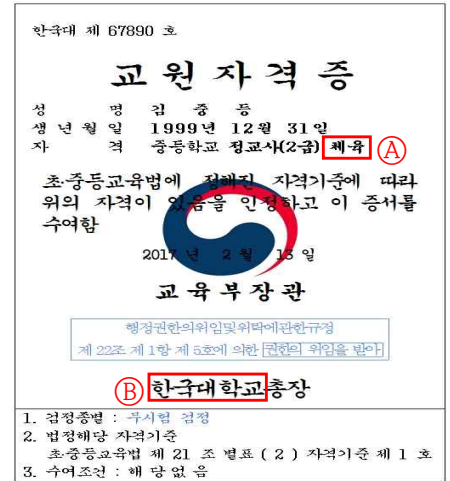 한국대 제 67890 호
교원자격증
성 명 김 중 등
생년월일 1999년 12월 31일
자 격 중등학교 정교사(2급) 체육 Ⓐ
초·중등교육법에 정해진 자격기준에 따라
위의 자격이 있음을 인정하고 이 증서를
수여함
2017 년 2 월 13 일
교육부장관
행정권한의위임및위탁에관한규정
제 22조 제 1항 제 5호에 의한 권한의 위임을 받아
Ⓑ 한국대학교총장
1. 검정종별 : 무시험 검정
2. 법정해당 자격기준
초·중등교육법 제 21 조 별표 ( 2 ) 자격기준 제 1 호
3. 수여조건 : 해 당 없 음